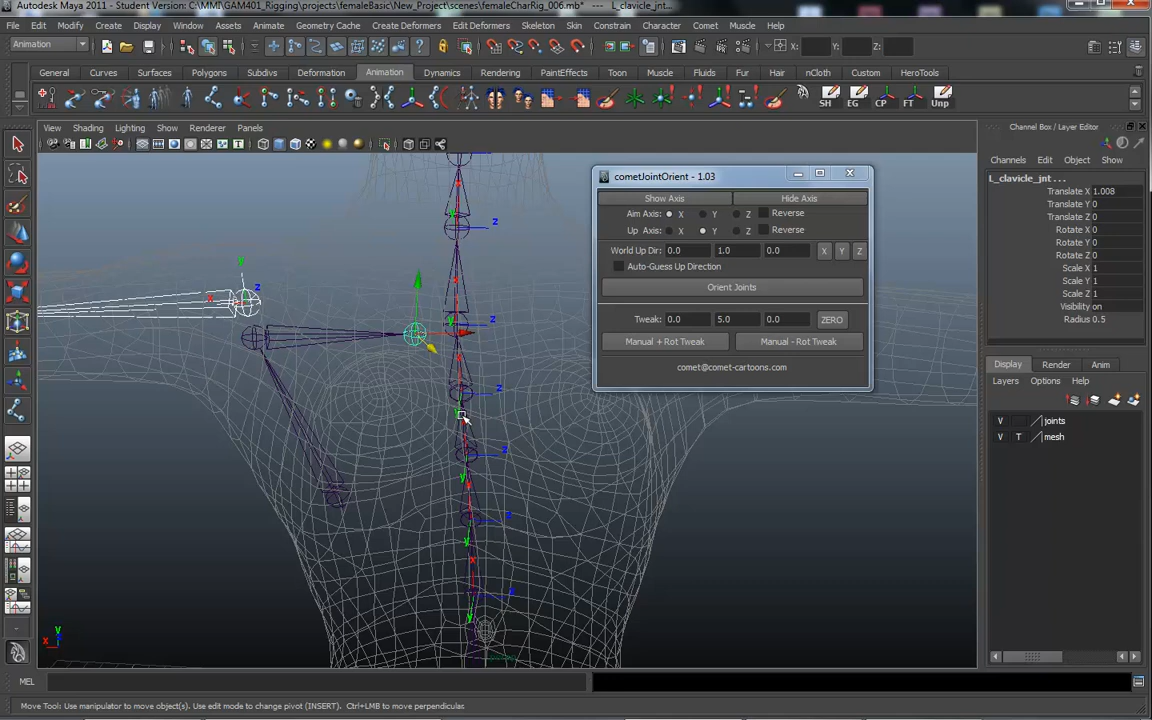 Autodesk Maya 2011 - Student Version: C:\MMI\GAM401_Rigging\projects\femaleBasic\New_Project\scenes\femaleCharRig_006.mb* --- L_clavicle_jnt...
File Edit Modify Create Display Window Assets Animate Geometry Cache Create Deformers Edit Deformers Skeleton Skin Constrain Character Comet Muscle Help
Animation X: Y: Z:
General Curves Surfaces Polygons Subdivs Deformation Animation Dynamics Rendering PaintEffects Toon Muscle Fluids Fur Hair nCloth Custom HeroTools
SH EG CP FT Unp
View Shading Lighting Show Renderer Panels
Channel Box / Layer Editor
Channels Edit Object Show
L_clavicle_jnt ...
Translate X 1.008
Translate Y 0
Translate Z 0
Rotate X 0
Rotate Y 0
Rotate Z 0
Scale X 1
Scale Y 1
Scale Z 1
Visibility on
Radius 0.5
cometJointOrient - 1.03
Show Axis Hide Axis
Aim Axis: X Y Z Reverse
Up Axis: X Y Z Reverse
World Up Dir: 0.0 1.0 0.0 X Y Z
Auto-Guess Up Direction
Orient Joints
Tweak: 0.0 5.0 0.0 ZERO
Manual + Rot Tweak Manual - Rot Tweak
comet@comet-cartoons.com
y z
y
x z
x
y z
x
z
y
z
y x
z
y
x
z
y
y
x z
Display Render Anim
Layers Options Help
V joints
V T mesh
MEL
Move Tool: Use manipulator to move object(s). Use edit mode to change pivot (INSERT). Ctrl+LMB to move perpendicular.